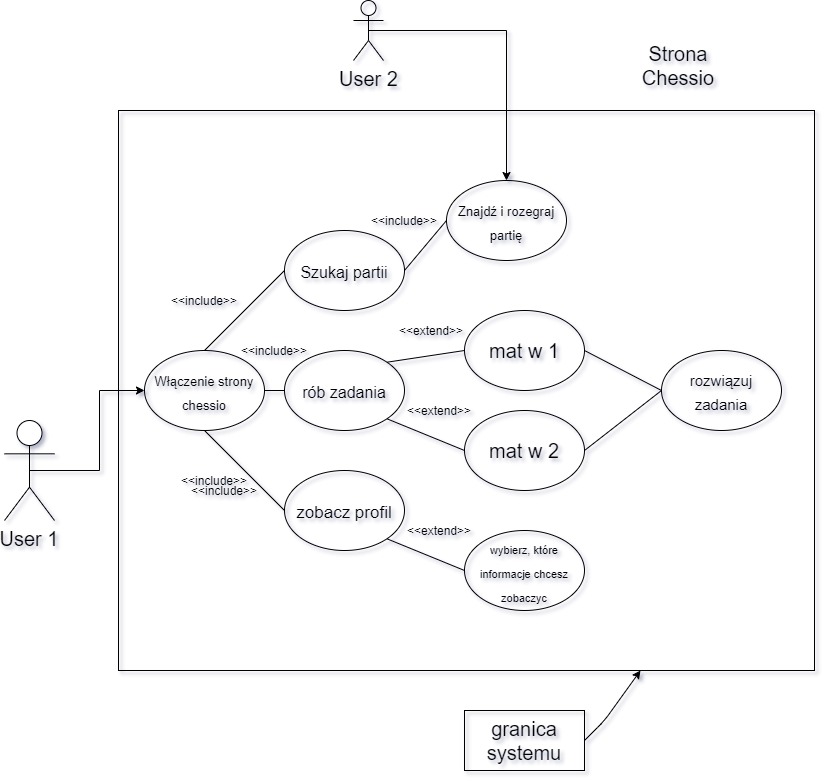 User 2
Strona
Chessio
Znajdź i rozegraj
partię
<<include>>
Szukaj partii
<<include>>
<<include>>
<<extend>>
mat w 1
Włączenie strony
chessio
rób zadania
rozwiązuj
zadania
<<extend>>
mat w 2
<<include>>
<<include>>
zobacz profil
User 1
<<extend>>
wybierz, które
informacje chcesz
zobaczyc
granica
systemu